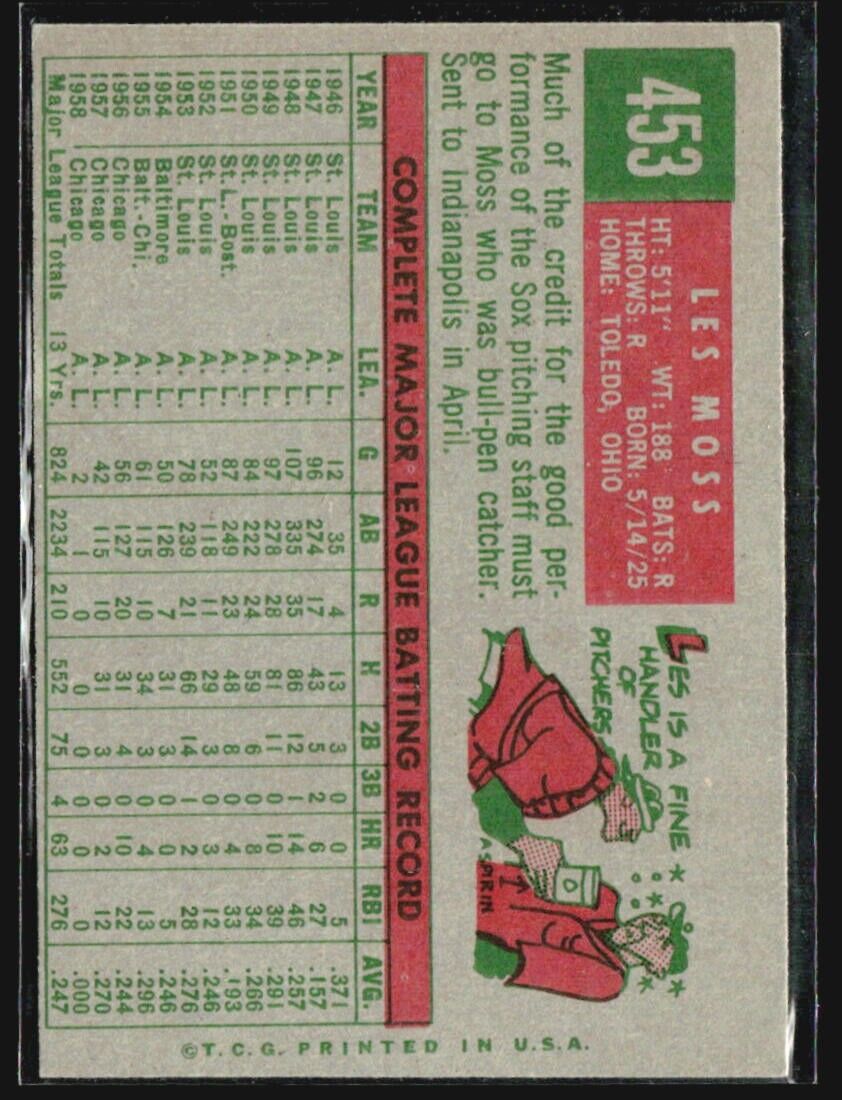 453
LES MOSS
HT: 5'11" WT: 188 BATS: R
THROWS: R BORN: 5/14/25
HOME: TOLEDO, OHIO
Much of the credit for the good per-
formance of the Sox pitching staff must
go to Moss who was bull-pen catcher.
Sent to Indianapolis in April.
LES IS A FINE
HANDLER
OF
PITCHERS
ASPIRIN
COMPLETE MAJOR LEAGUE BATTING RECORD
YEAR TEAM LEA. G AB R H 2B 3B HR RBI AVG.
1946 St. Louis A. L. 12 35 4 13 3 0 0 5 .371
1947 St. Louis A. L. 96 274 17 43 5 2 6 27 .157
1948 St. Louis A. L. 107 335 35 86 12 1 14 46 .257
1949 St. Louis A. L. 97 278 28 81 11 0 10 39 .291
1950 St. Louis A. L. 84 222 24 59 6 0 8 34 .266
1951 St. L.-Bost. A. L. 87 249 23 48 8 0 4 33 .193
1952 St. Louis A. L. 52 118 11 29 3 0 3 12 .246
1953 St. Louis A. L. 78 239 21 66 14 1 2 28 .276
1954 Baltimore A. L. 50 126 7 31 3 0 0 5 .246
1955 Balt.-Chi. A. L. 61 115 10 34 3 0 4 13 .296
1956 Chicago A. L. 56 127 20 31 4 0 10 22 .244
1957 Chicago A. L. 42 115 10 31 3 0 2 12 .270
1958 Chicago A. L. 2 1 0 0 0 0 0 0 .000
Major League Totals 13 Yrs. 824 2234 210 552 75 4 63 276 .247
©T.C.G. PRINTED IN U.S.A.